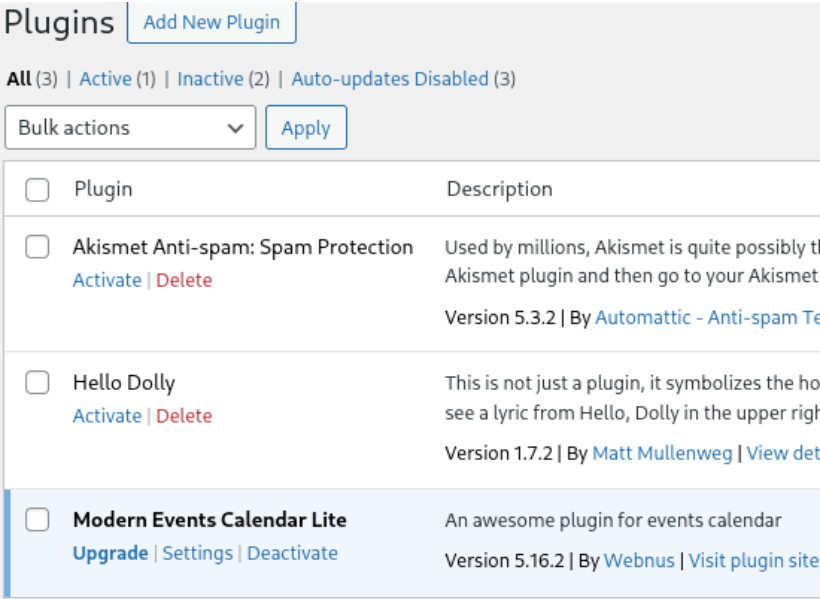 Plugins Add New Plugin
All (3) | Active (1) | Inactive (2) | Auto-updates Disabled (3)
Bulk actions Apply
Plugin Description
Akismet Anti-spam: Spam Protection
Activate | Delete
Used by millions, Akismet is quite possibly
Akismet plugin and then go to your Akismet
Version 5.3.2 | By Automattic - Anti-spam
Hello Dolly
Activate | Delete
This is not just a plugin, it symbolizes the
see a lyric from Hello, Dolly in the upper
Version 1.7.2 | By Matt Mullenweg | View
Modern Events Calendar Lite
Upgrade | Settings | Deactivate
An awesome plugin for events calendar
Version 5.16.2 | By Webnus | Visit plugin site